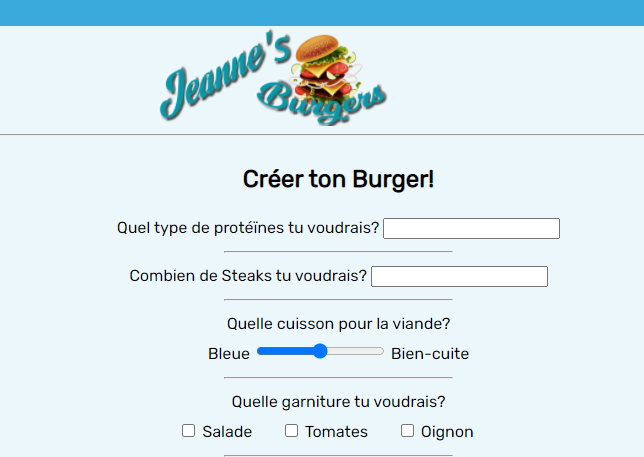 Jeanne's
Burgers
Créer ton Burger!
Quel type de protéïnes tu voudrais?
Combien de Steaks tu voudrais?
Quelle cuisson pour la viande?
Bleue Bien-cuite
Quelle garniture tu voudrais?
Salade Tomates Oignon